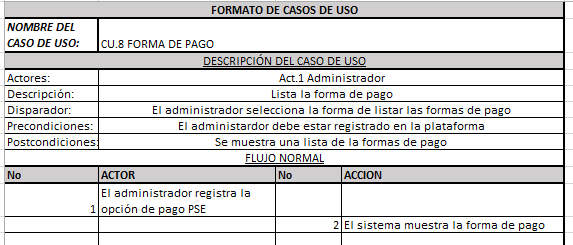 FORMATO DE CASOS DE USO
NOMBRE DEL
CASO DE USO: CU.8 FORMA DE PAGO
DESCRIPCIÓN DEL CASO DE USO
Actores: Act.1 Administrador
Descripción: Lista la forma de pago
Disparador: El administrador selecciona la forma de listar las formas de pago
Precondiciones: El administardor debe estar registrado en la plataforma
Postcondiciones: Se muestra una lista de la formas de pago
FLUJO NORMAL
No ACTOR No ACCION
El administrador registra la
1 opción de pago PSE
2 El sistema muestra la forma de pago